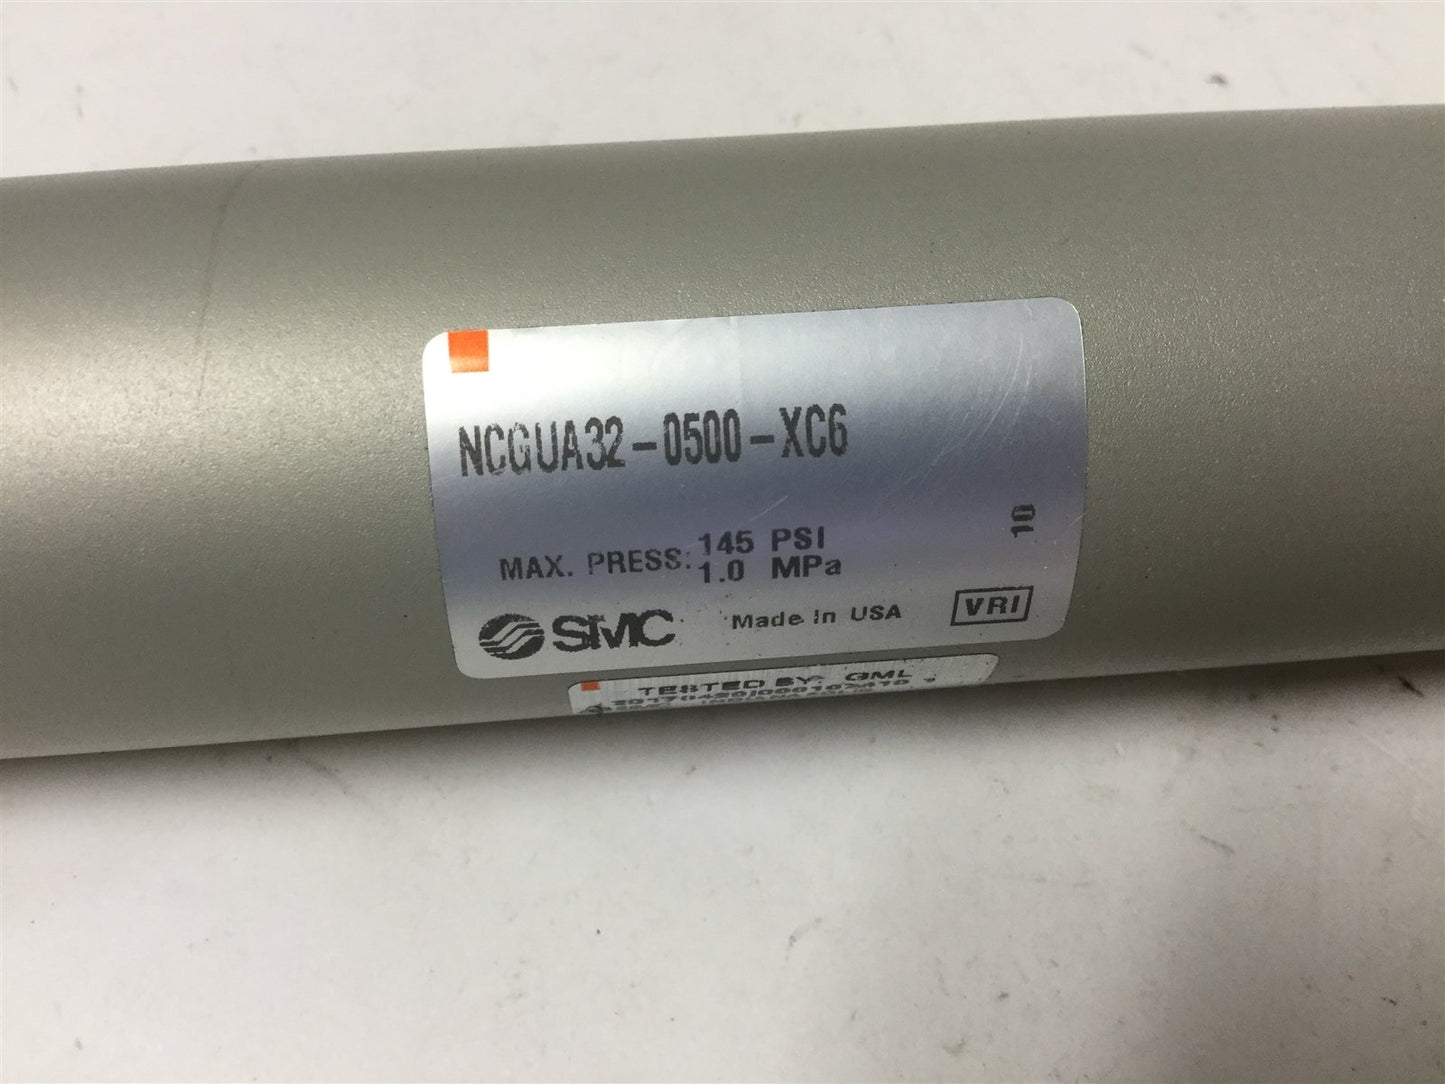 NCGUA32-0500-XC6
MAX. PRESS: 145 PSI
1.0 MPa
10
SMC Made in USA VRI
TESTED BY: GML